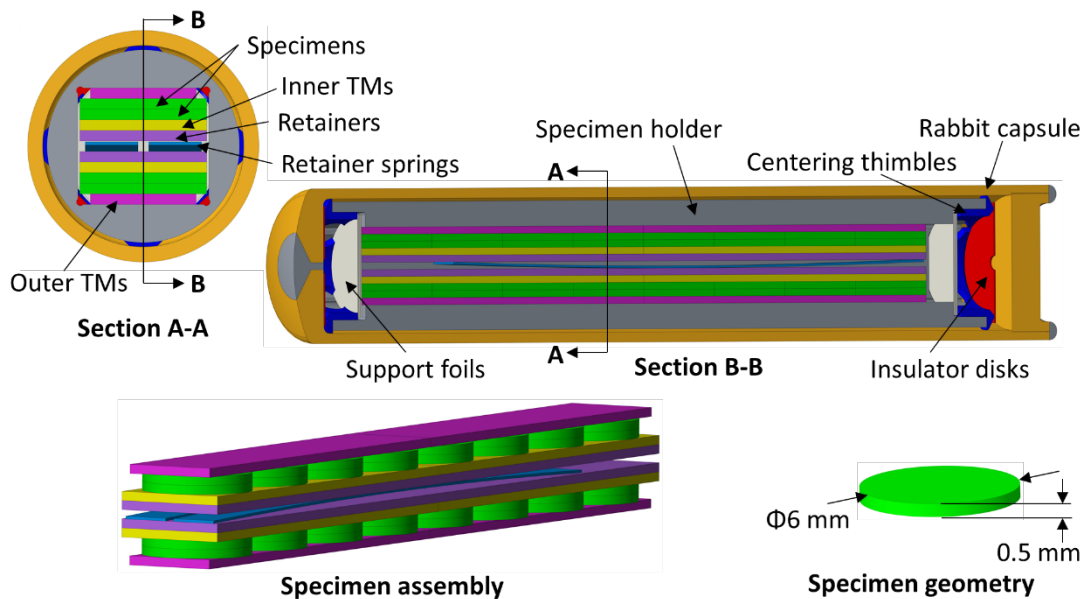 B
Specimens
Inner TMs
Retainers
Retainer springs
Outer TMs
B
Section A-A
Specimen holder
Rabbit capsule
Centering thimbles
A
A
Support foils
Section B-B
Insulator disks
Specimen assembly
Φ6 mm
0.5 mm
Specimen geometry